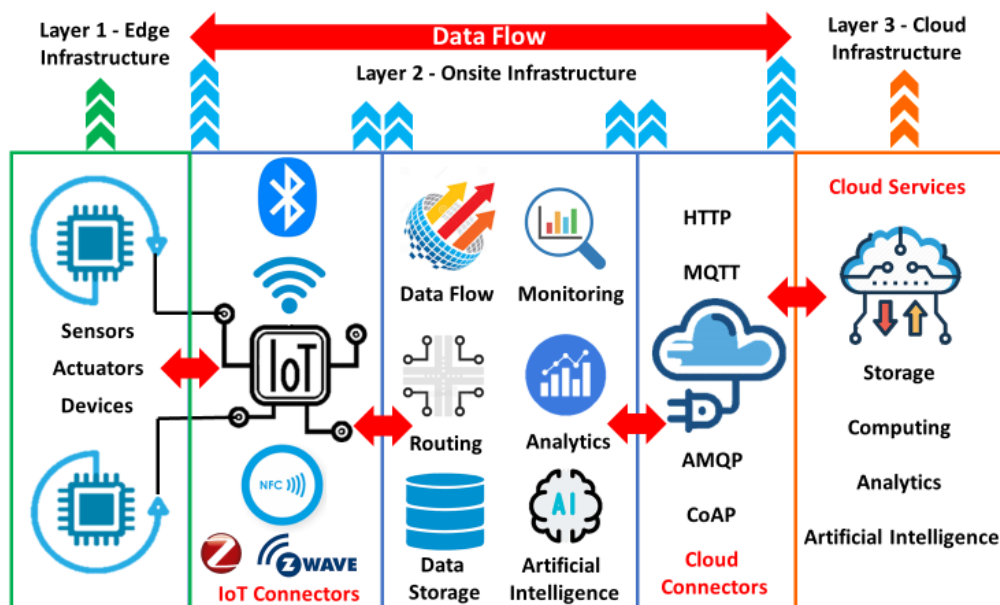 Layer 1 - Edge
Infrastructure
Data Flow
Layer 2 - Onsite Infrastructure
Layer 3 - Cloud
Infrastructure
Sensors
Actuators
Devices
IoT
NFC
Z
Z WAVE
IoT Connectors
Data Flow
Monitoring
Routing
Analytics
AI
Data
Storage
Artificial
Intelligence
HTTP
MQTT
AMQP
CoAP
Cloud
Connectors
Cloud Services
Storage
Computing
Analytics
Artificial Intelligence